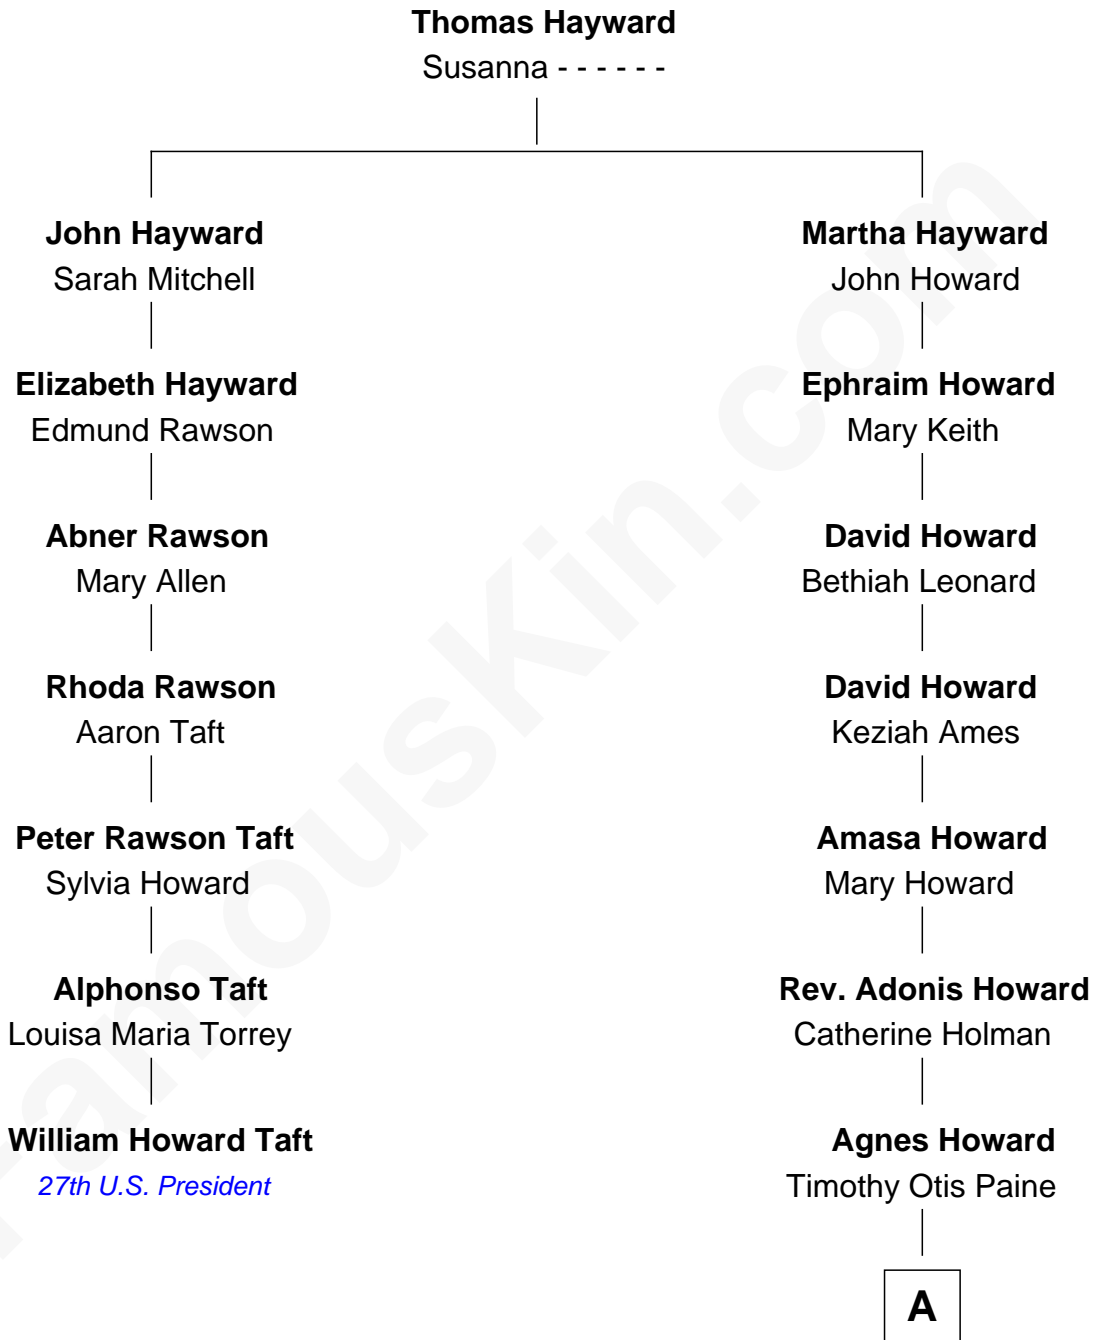 Thomas Hayward
Susanna - - - - - -
John Hayward
Sarah Mitchell
Martha Hayward
John Howard
Elizabeth Hayward
Edmund Rawson
Ephraim Howard
Mary Keith
Abner Rawson
Mary Allen
David Howard
Bethiah Leonard
Rhoda Rawson
Aaron Taft
David Howard
Keziah Ames
Peter Rawson Taft
Sylvia Howard
Amasa Howard
Mary Howard
Alphonso Taft
Louisa Maria Torrey
Rev. Adonis Howard
Catherine Holman
William Howard Taft
27th U.S. President
Agnes Howard
Timothy Otis Paine
A
FamousKin.com